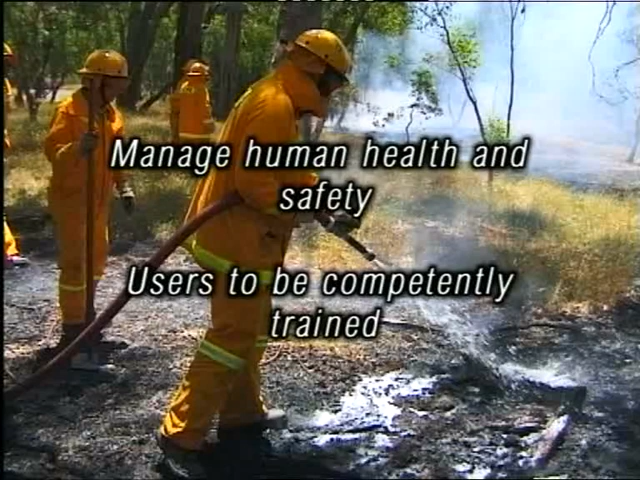 Manage human health and
safety
Users to be competently
trained